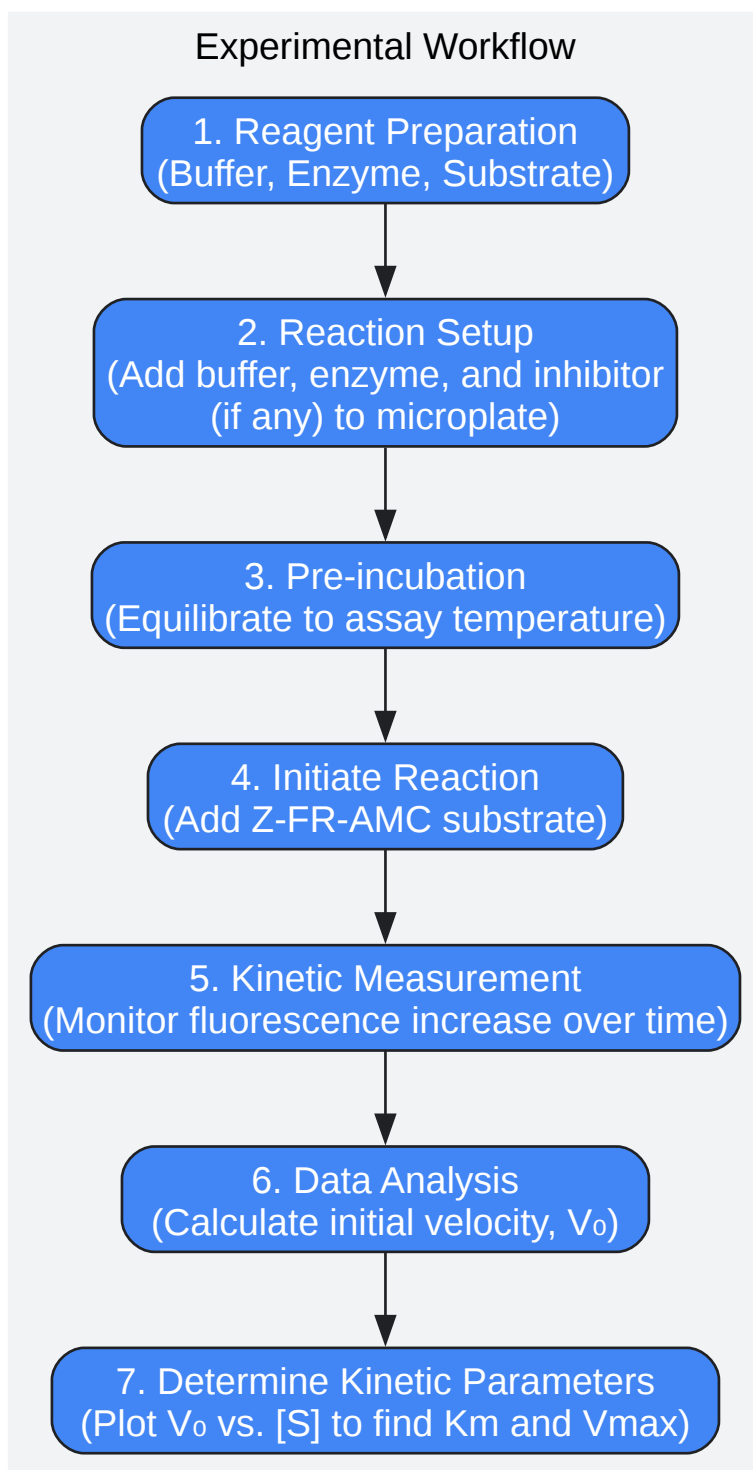 Experimental Workflow
1. Reagent Preparation
(Buffer, Enzyme, Substrate)
2. Reaction Setup
(Add buffer, enzyme, and inhibitor
(if any) to microplate)
3. Pre-incubation
(Equilibrate to assay temperature)
4. Initiate Reaction
(Add Z-FR-AMC substrate)
5. Kinetic Measurement
(Monitor fluorescence increase over time)
6. Data Analysis
(Calculate initial velocity, V₀)
7. Determine Kinetic Parameters
(Plot V₀ vs. [S] to find Km and Vmax)